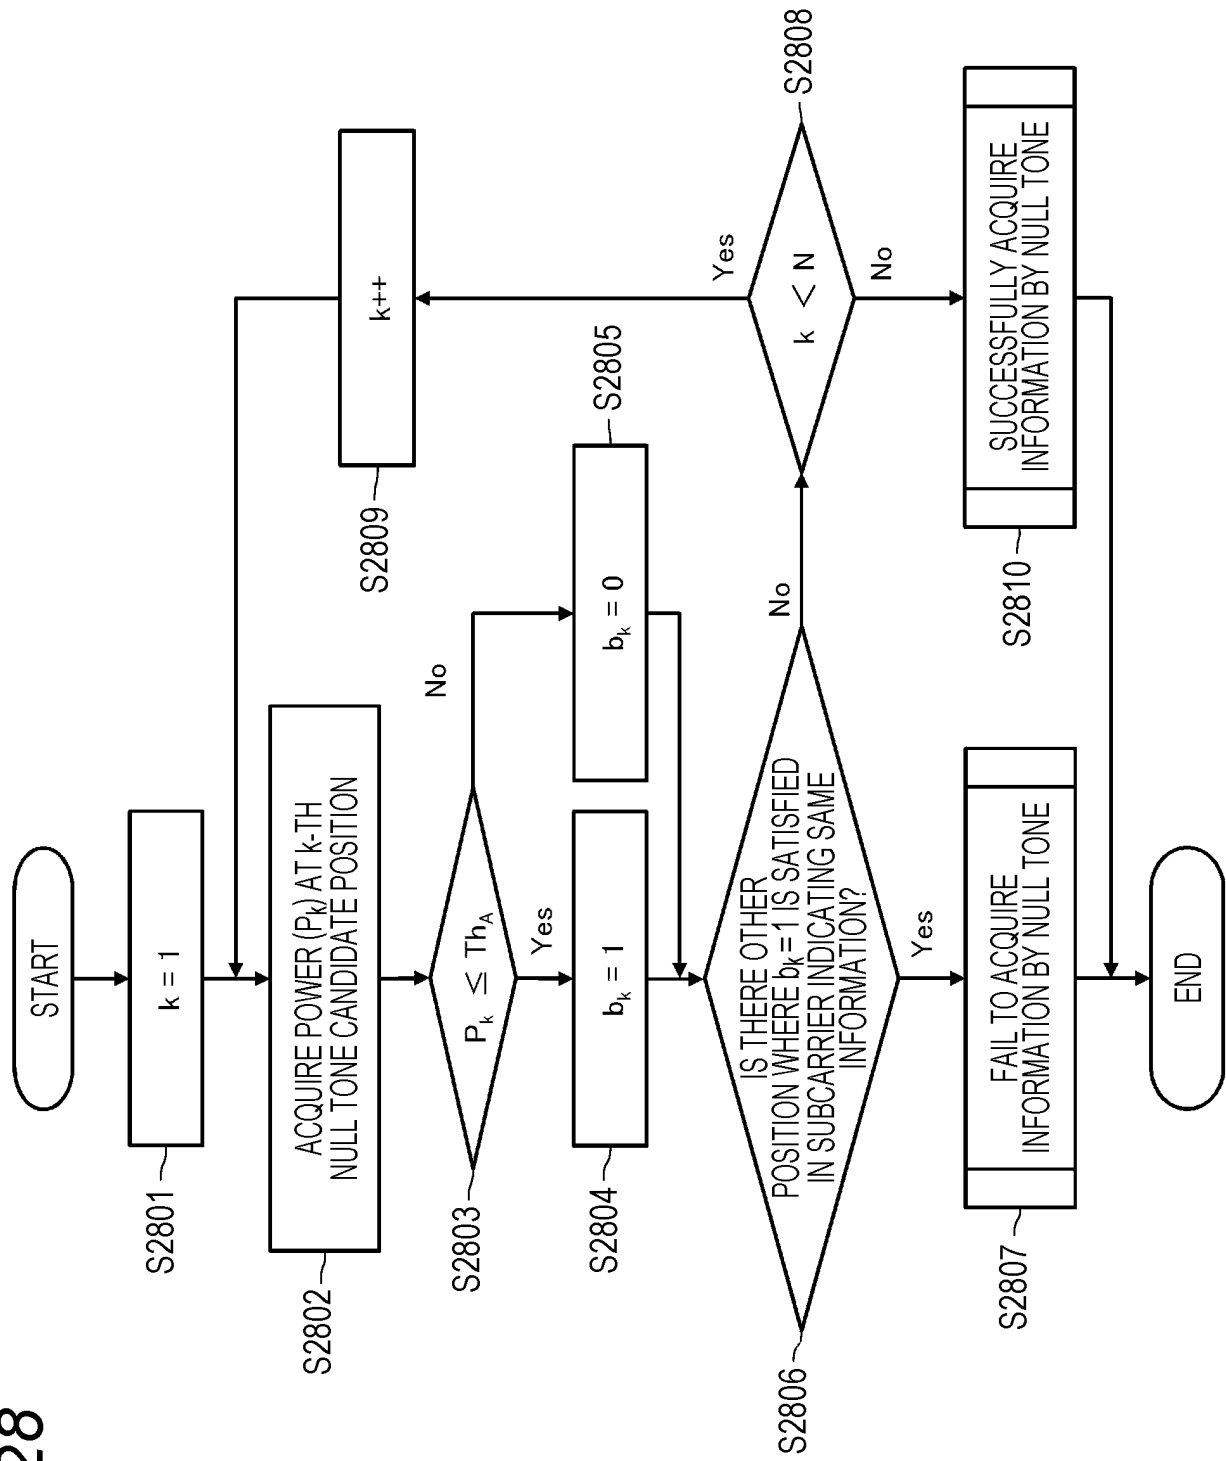 28
START
k = 1
S2801
ACQUIRE POWER (Pk) AT k-TH
NULL TONE CANDIDATE POSITION
S2802
Pk ≤ ThA
S2803
Yes
No
bk = 1
S2804
bk = 0
S2805
IS THERE OTHER
POSITION WHERE bk = 1 IS SATISFIED
IN SUBCARRIER INDICATING SAME
INFORMATION?
S2806
Yes
No
FAIL TO ACQUIRE
INFORMATION BY NULL TONE
S2807
k < N
S2808
Yes
No
k++
S2809
SUCCESSFULLY ACQUIRE
INFORMATION BY NULL TONE
S2810
END